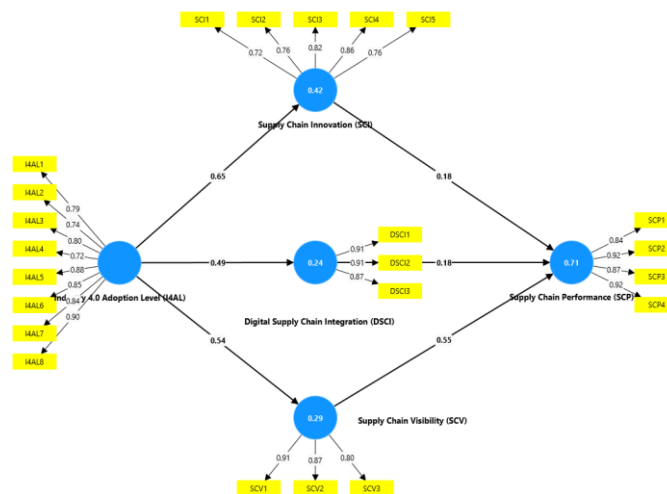 SCI1 SCI2 SCI3 SCI4 SCI5
0.72 0.76 0.82 0.86 0.76
0.42
Supply Chain Innovation (SCI)
0.65 0.18
I4AL1
I4AL2
I4AL3
I4AL4
I4AL5
I4AL6
I4AL7
I4AL8
0.79
0.74
0.80
0.72
0.88
0.85
0.84
0.90
4.0 Adoption Level (I4AL)
0.49
0.24
0.91
0.91
0.87
DSCI1
DSCI2
DSCI3
0.18
Digital Supply Chain Integration (DSCI)
0.71
Supply Chain Performance (SCP)
0.84
0.92
0.87
0.92
SCP1
SCP2
SCP3
SCP4
0.54 0.55
0.29
Supply Chain Visibility (SCV)
0.91 0.87 0.80
SCV1 SCV2 SCV3